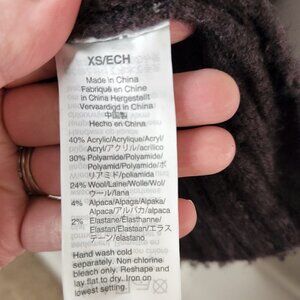 XS/ECH
Made in China
Fabriqué en Chine
in China Hergestellt
Vervaardigd in China
中国製
Hecho en China
40% Acrylic/Acrylique/Acryl/
Acryl/アクリル/acrílico
30% Polyamide/Polyamide/
Polyamid/Polyamide/ポ
リアミド/poliamida
24% Wool/Laine/Wolle/Wol/
ウール/lana
4% Alpaca/Alpaga/Alpaka/
Alpaca/アルパカ/alpaca
2% Elastane/Élasthanne/
Elastan/Elastaan/エラス
テーン/elastano
Hand wash cold
separately. Non chlorine
bleach only. Reshape and
lay flat to dry. Iron on
lowest setting.